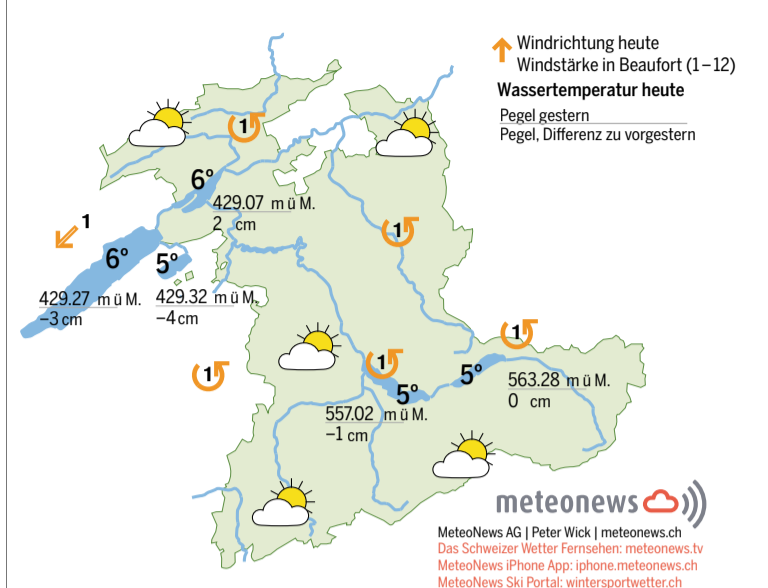 Windrichtung heute
Windstärke in Beaufort (1–12)
Wassertemperatur heute
Pegel gestern
Pegel, Differenz zu vorgestern
1
6°
429.07 m ü M.
2 cm
1
6°
5°
1
429.27 m ü M.
–3 cm
429.32 m ü M.
–4 cm
1
1
1
5°
5°
563.28 m ü M.
0 cm
557.02 m ü M.
–1 cm
meteonews
MeteoNews AG | Peter Wick | meteonews.ch
Das Schweizer Wetter Fernsehen: meteonews.tv
MeteoNews iPhone App: iphone.meteonews.ch
MeteoNews Ski Portal: wintersportwetter.ch